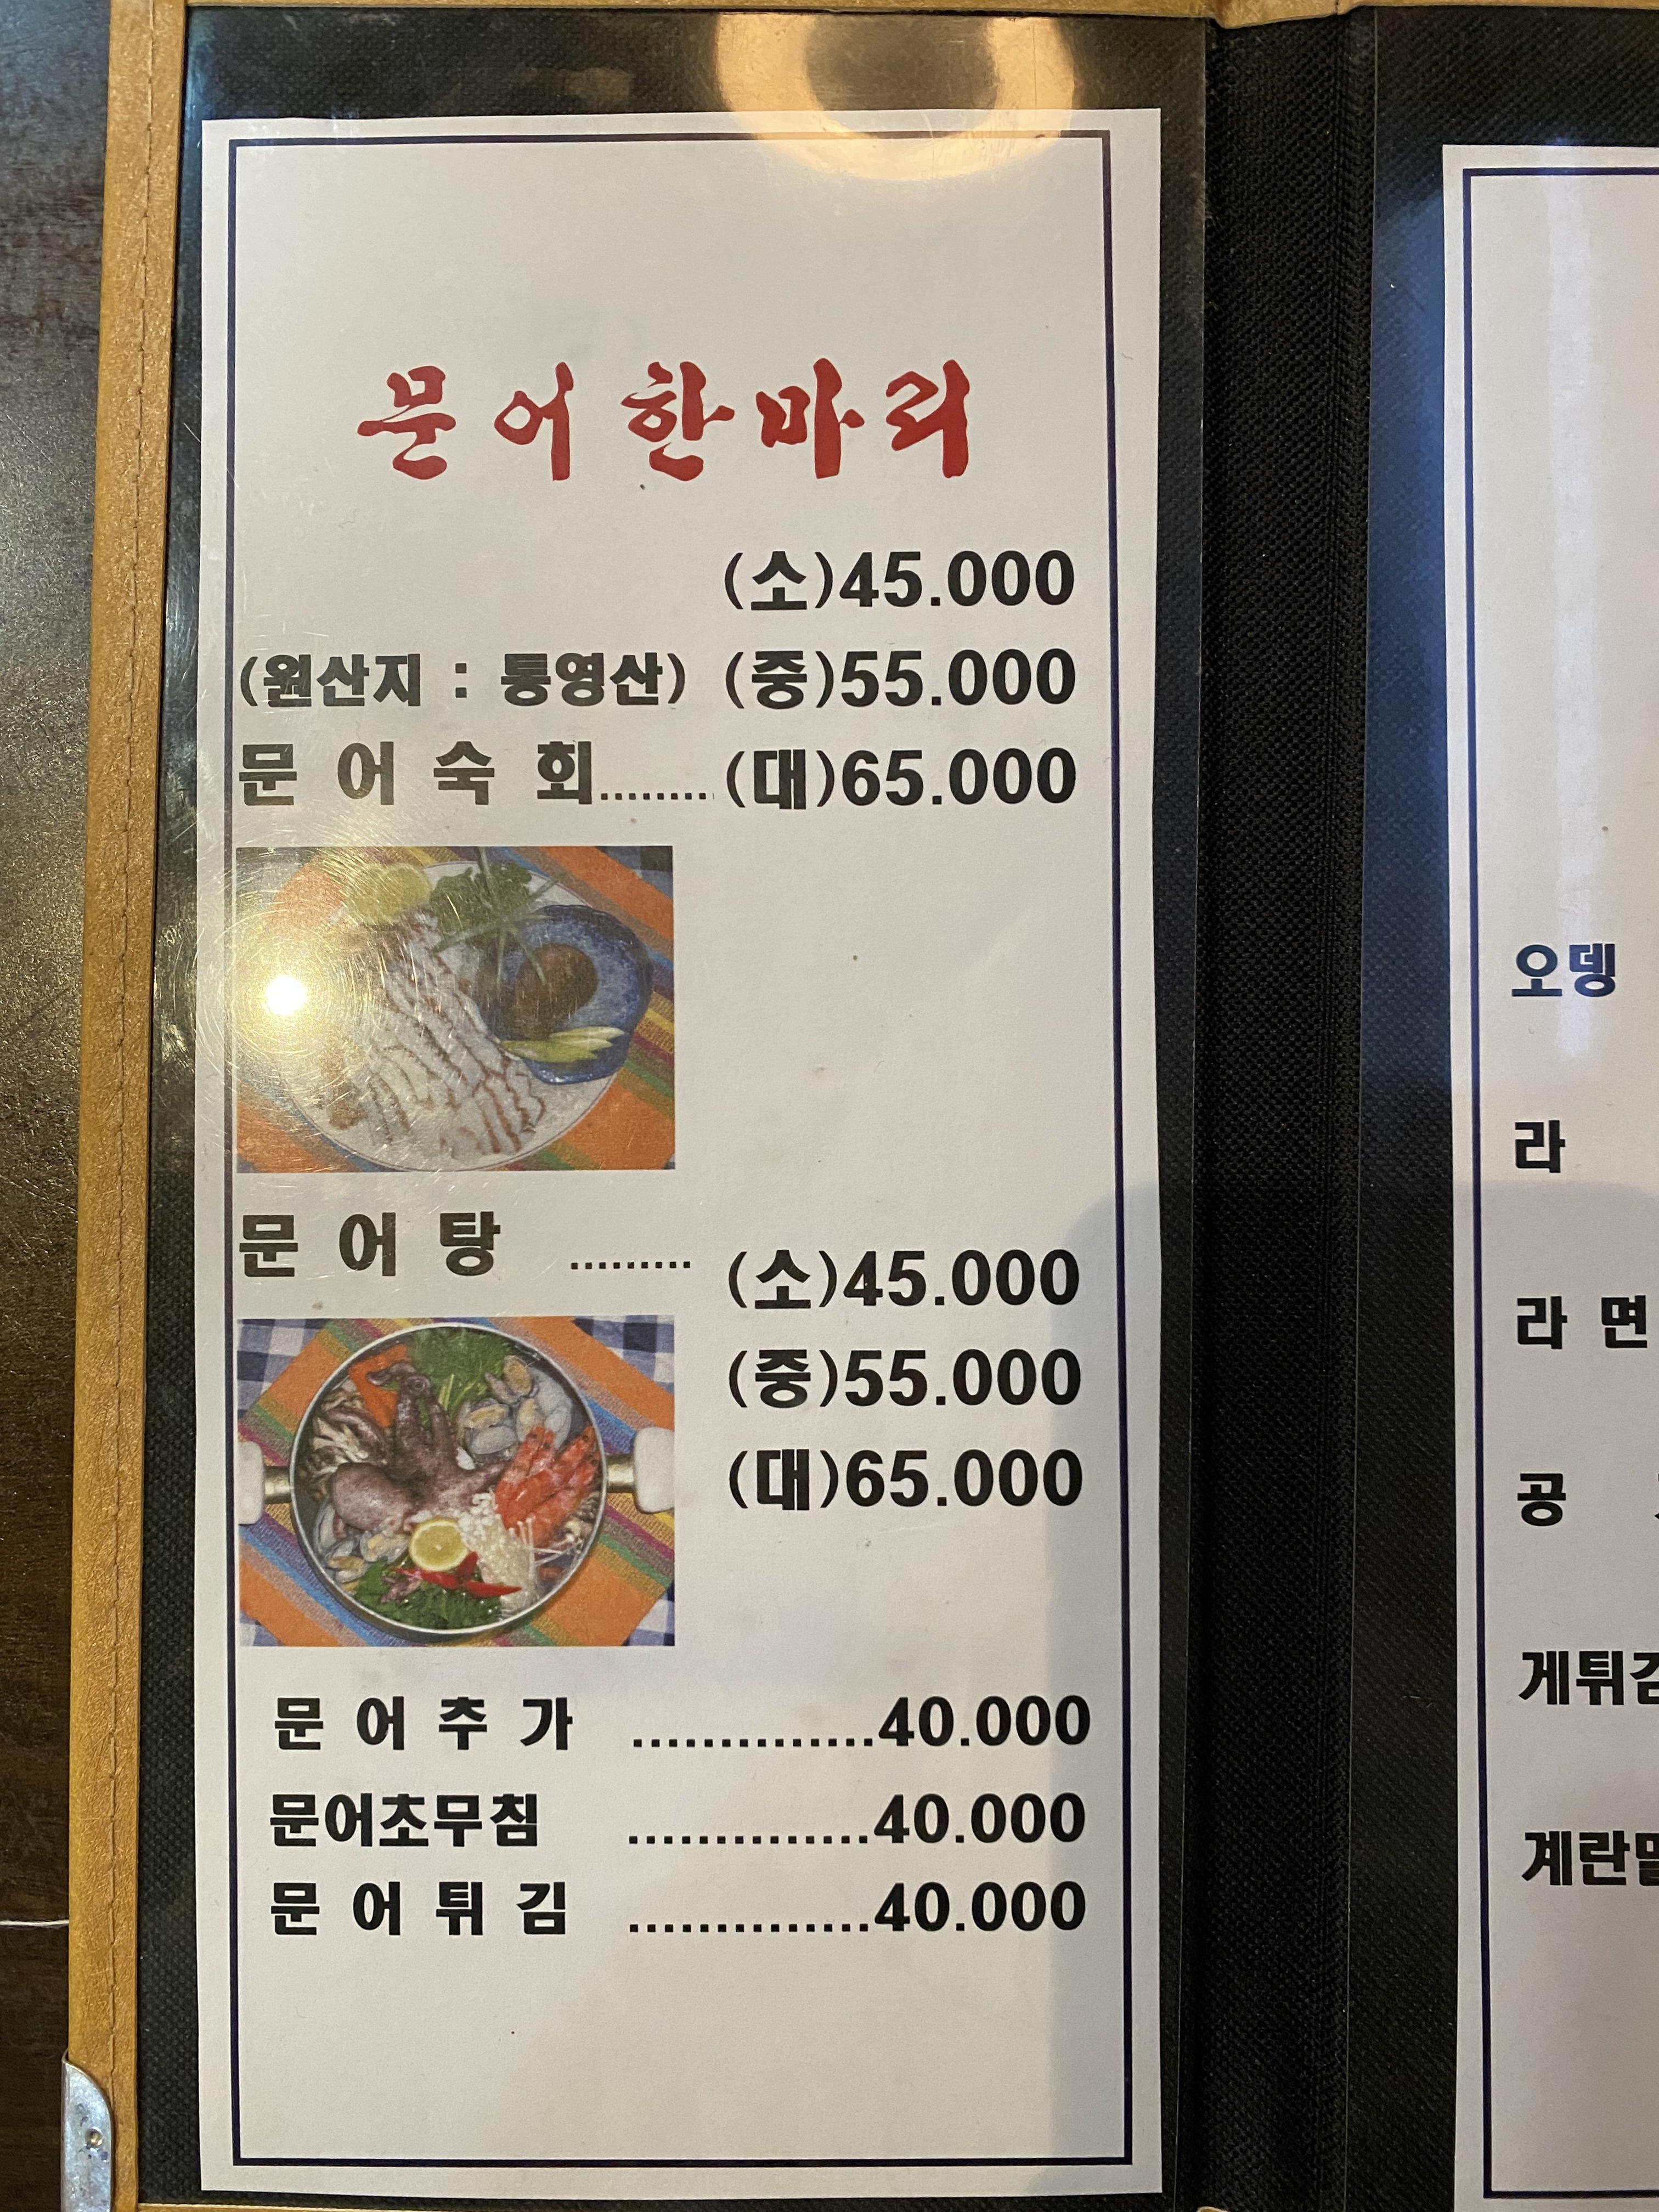 문어한마리
(소)45.000
(원산지 : 통영산) (중)55.000
문 어 숙 회......... (대)65.000
문 어 탕 .........
(소)45.000
(중)55.000
(대)65.000
문 어 추 가 ..............40.000
문어초무침 ..............40.000
문 어 튀 김 ..............40.000
오뎅
라
라 면
공
게튀김
계란말